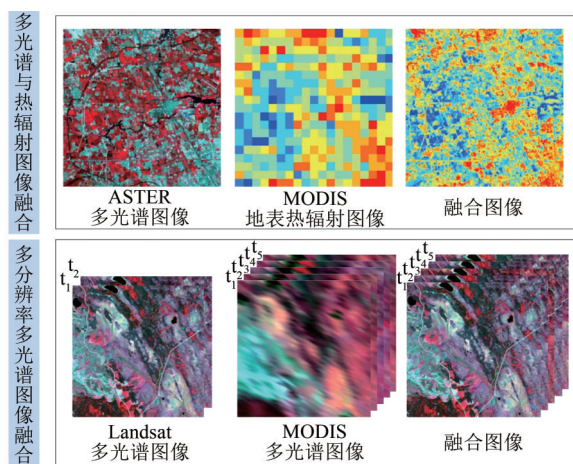 多光谱与热辐射图像融合
ASTER
多光谱图像
MODIS
地表热辐射图像
融合图像
多分辨率多光谱图像融合
t1 t2
t1 t2 t3 t4 t5
t1 t2 t3 t4 t5
Landsat
多光谱图像
MODIS
多光谱图像
融合图像